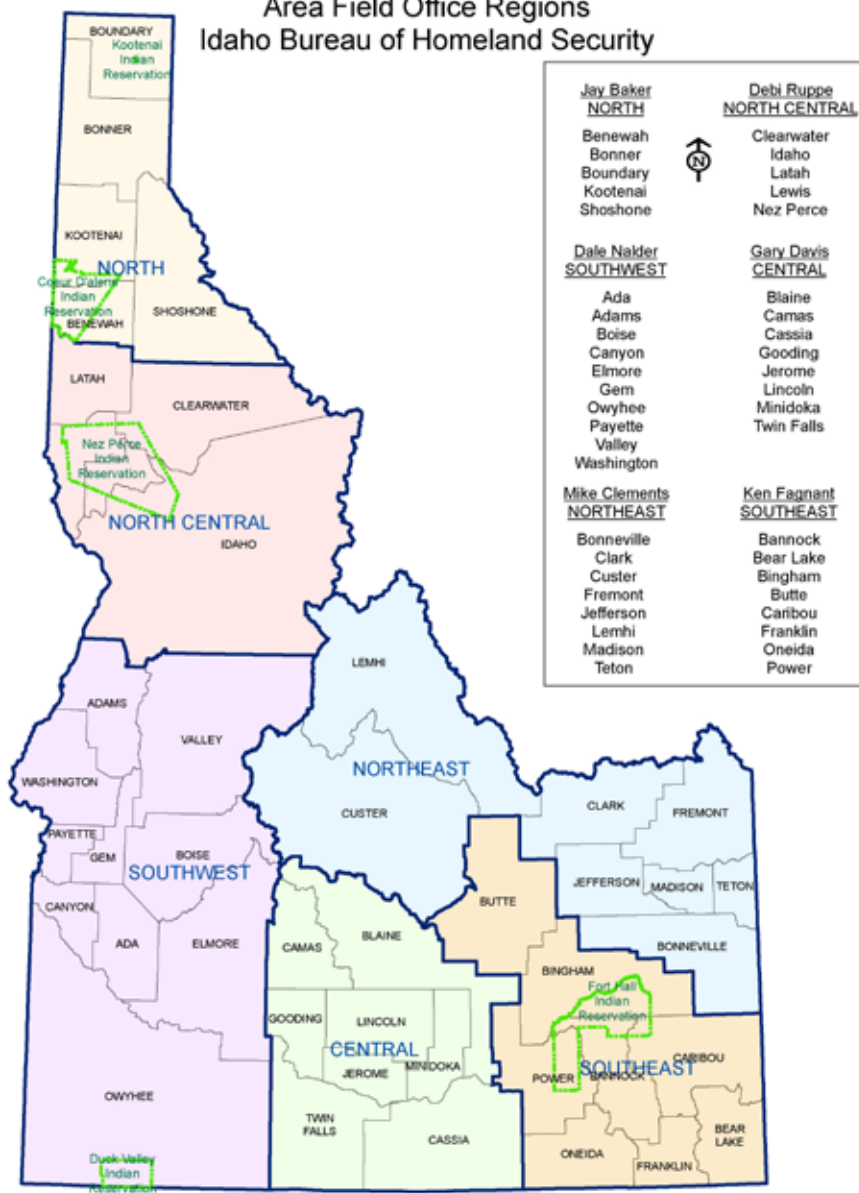 Area Field Office Regions
Idaho Bureau of Homeland Security
Jay Baker
NORTH
Benewah
Bonner
Boundary
Kootenai
Shoshone
N
Debi Ruppe
NORTH CENTRAL
Clearwater
Idaho
Latah
Lewis
Nez Perce
Dale Nalder
SOUTHWEST
Ada
Adams
Boise
Canyon
Elmore
Gem
Owyhee
Payette
Valley
Washington
Gary Davis
CENTRAL
Blaine
Camas
Cassia
Gooding
Jerome
Lincoln
Minidoka
Twin Falls
Mike Clements
NORTHEAST
Bonneville
Clark
Custer
Fremont
Jefferson
Lemhi
Madison
Teton
Ken Fagnant
SOUTHEAST
Bannock
Bear Lake
Bingham
Butte
Caribou
Franklin
Oneida
Power
BOUNDARY
Kootenai
Indian
Reservation
BONNER
KOOTENAI
NORTH
Coeur D'alene
Indian
Reservation
BENEWAH
SHOSHONE
LATAH
CLEARWATER
Nez Perce
Indian
Reservation
NORTH CENTRAL
IDAHO
LEMHI
ADAMS
VALLEY
NORTHEAST
WASHINGTON
CUSTER
CLARK
FREMONT
PAYETTE
GEM
BOISE
SOUTHWEST
JEFFERSON
MADISON
TETON
CANYON
ADA
ELMORE
BUTTE
BLAINE
CAMAS
BONNEVILLE
BINGHAM
Fort Hall
Indian
Reservation
GOODING
LINCOLN
CENTRAL
JEROME
MINIDOKA
SOUTHEAST
POWER
BANNOCK
CARIBOU
OWYHEE
TWIN
FALLS
CASSIA
ONEIDA
FRANKLIN
BEAR
LAKE
Duck Valley
Indian
Reservation